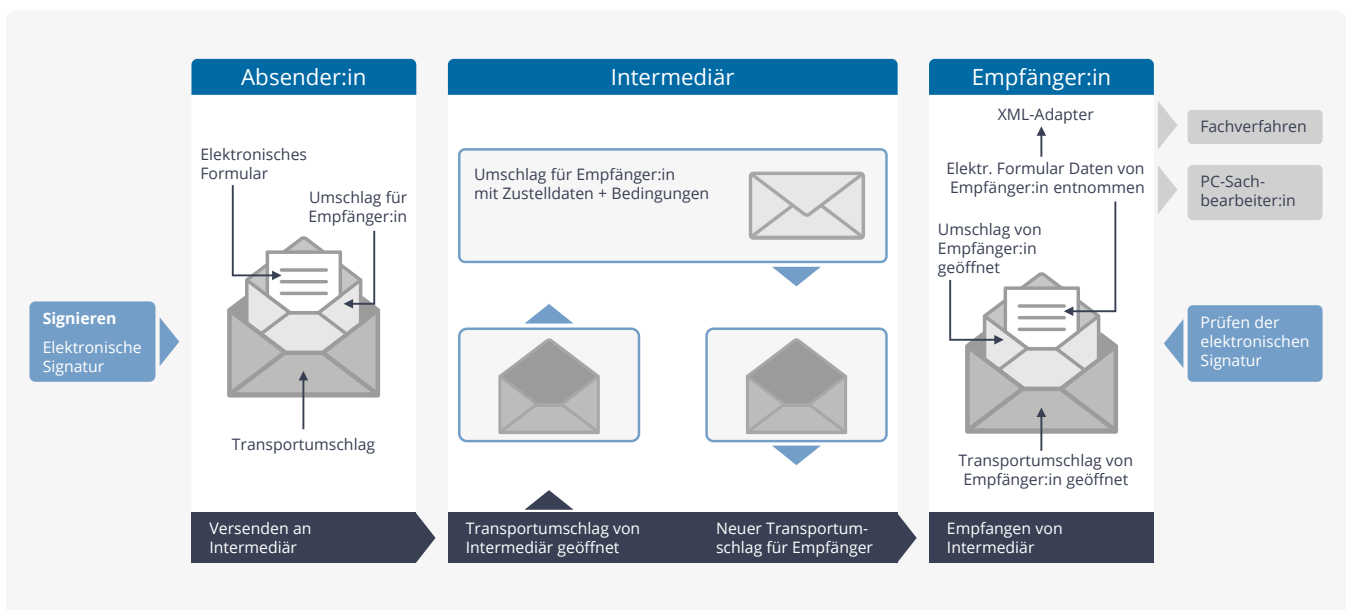 Absender:in
Intermediär
Empfänger:in
Elektronisches
Formular
Umschlag für
Empfänger:in
Signieren
Elektronische
Signatur
Transportumschlag
Umschlag für Empfänger:in
mit Zustelldaten + Bedingungen
XML-Adapter
Elektr. Formular Daten von
Empfänger:in entnommen
Umschlag von
Empfänger:in
geöffnet
Transportumschlag von
Empfänger:in geöffnet
Fachverfahren
PC-Sach-
bearbeiter:in
Prüfen der
elektronischen
Signatur
Versenden an
Intermediär
Transportumschlag von
Intermediär geöffnet
Neuer Transportum-
schlag für Empfänger
Empfangen von
Intermediär